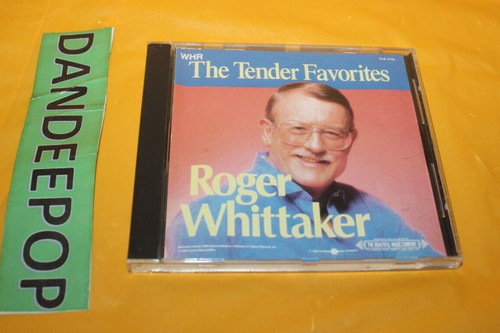 DANDEEPOP
WHR
The Tender Favorites
Roger
Whittaker
THE BEAUTIFUL MUSIC COMPANY